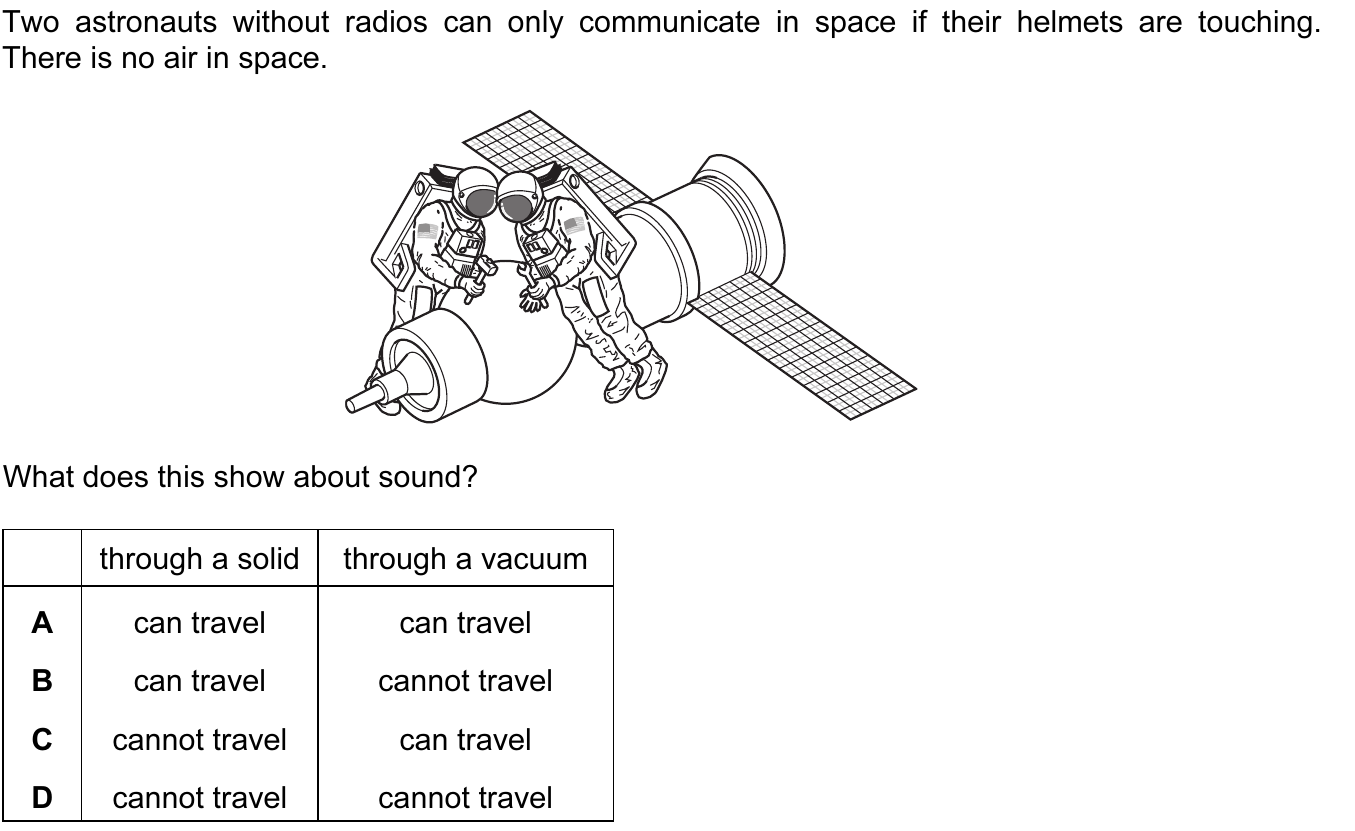 Two astronauts without radios can only communicate in space if their helmets are touching.
There is no air in space.
What does this show about sound?
through a solid through a vacuum
A can travel can travel
B can travel cannot travel
C cannot travel can travel
D cannot travel cannot travel